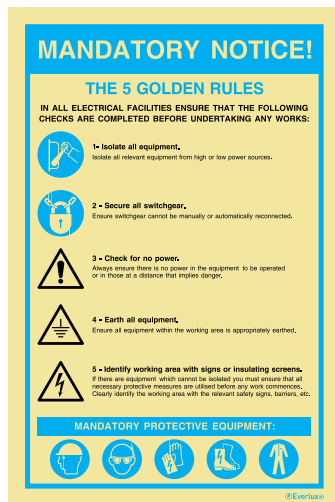 MANDATORY NOTICE!
THE 5 GOLDEN RULES
IN ALL ELECTRICAL FACILITIES ENSURE THAT THE FOLLOWING
CHECKS ARE COMPLETED BEFORE UNDERTAKING ANY WORKS:
1- Isolate all equipment.
Isolate all relevant equipment from high or low power sources.
2 - Secure all switchgear.
Ensure switchgear cannot be manually or automatically reconnected.
3 - Check for no power.
Always ensure there is no power in the equipment to be operated
or in those at a distance that implies danger.
4 - Earth all equipment.
Ensure all equipment within the working area is appropriately earthed.
5 - Identify working area with signs or insulating screens.
If there are equipment which cannot be isolated you must ensure that all
necessary protective measures are utilised before any work commences.
Clearly identify the working area with the relevant safety signs, barriers, etc.
MANDATORY PROTECTIVE EQUIPMENT:
Everlux®